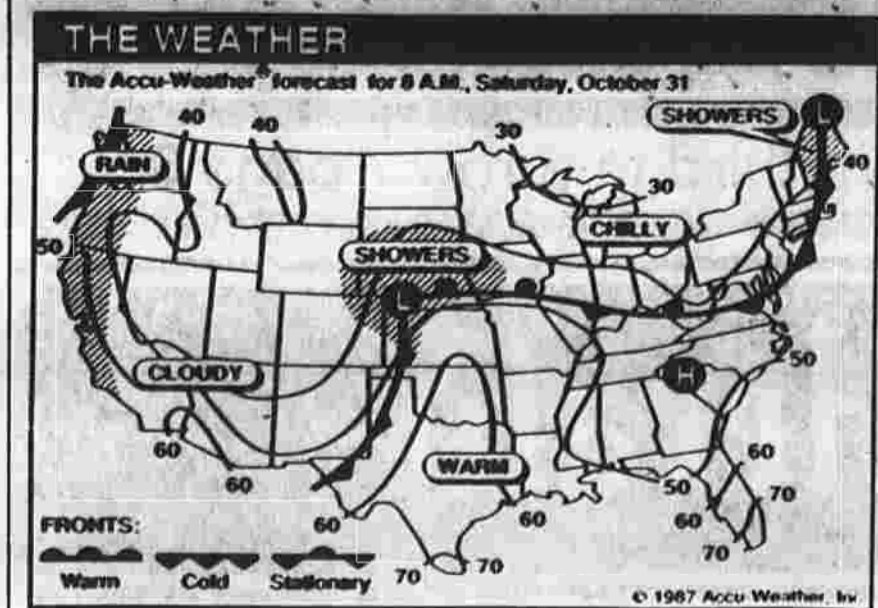 THE WEATHER
The Accu-Weather® forecast for 8 A.M., Saturday, October 31
SHOWERS
L
40
40
30
RAIN
40
30
CHILLY
50
SHOWERS
L
50
CLOUDY
H
60
WARM
60
60
50
60
70
60
60
70
70
70
FRONTS:
Warm
Cold
Stationary
© 1987 Accu Weather, Inc